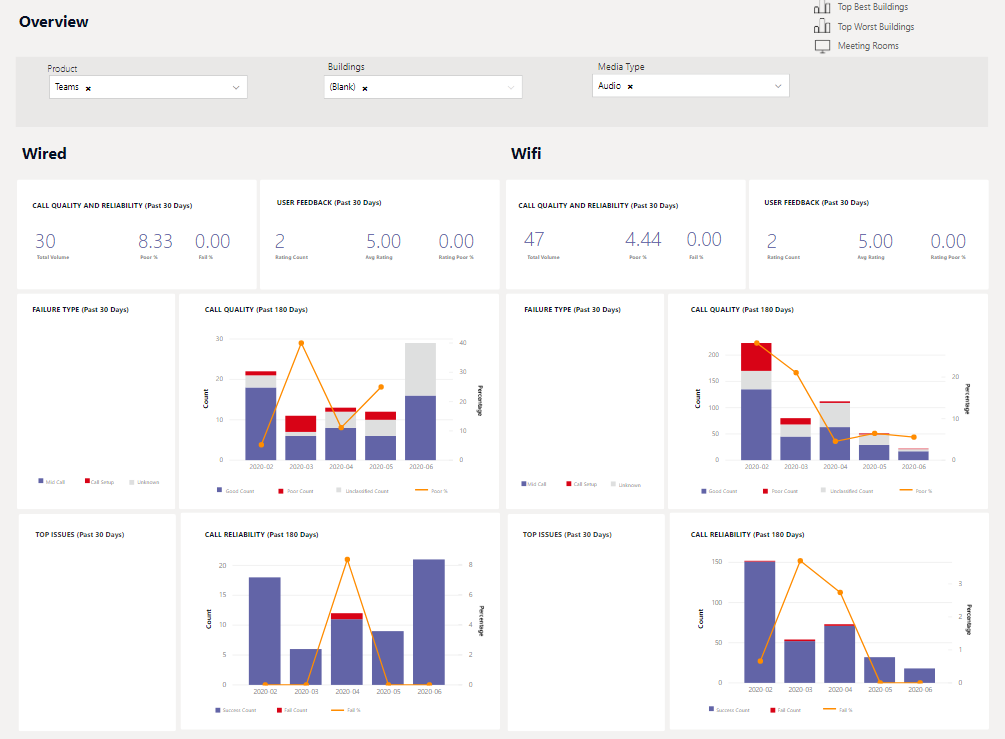 Overview
Top Best Buildings
Top Worst Buildings
Meeting Rooms
Product
Buildings
Media Type
Teams ×
(Blank) ×
Audio ×
Wired
Wifi
CALL QUALITY AND RELIABILITY (Past 30 Days)
30
8.33
0.00
Total Volume
Poor %
Fail %
USER FEEDBACK (Past 30 Days)
2
5.00
0.00
Rating Count
Avg Rating
Rating Poor %
CALL QUALITY AND RELIABILITY (Past 30 Days)
47
4.44
0.00
Total Volume
Poor %
Fail %
USER FEEDBACK (Past 30 Days)
2
5.00
0.00
Rating Count
Avg Rating
Rating Poor %
FAILURE TYPE (Past 30 Days)
Mid Call
Call Setup
Unknown
CALL QUALITY (Past 180 Days)
30
20
10
0
Count
40
30
20
10
0
Percentage
2020-02
2020-03
2020-04
2020-05
2020-06
Good Count
Poor Count
Unclassified Count
Poor %
FAILURE TYPE (Past 30 Days)
Mid Call
Call Setup
Unknown
CALL QUALITY (Past 180 Days)
200
150
100
50
0
Count
20
10
0
Percentage
2020-02
2020-03
2020-04
2020-05
2020-06
Good Count
Poor Count
Unclassified Count
Poor %
TOP ISSUES (Past 30 Days)
CALL RELIABILITY (Past 180 Days)
20
15
10
5
0
Count
8
6
4
2
0
Percentage
2020-02
2020-03
2020-04
2020-05
2020-06
Success Count
Fail Count
Fail %
TOP ISSUES (Past 30 Days)
CALL RELIABILITY (Past 180 Days)
150
100
50
0
Count
3
2
1
0
Percentage
2020-02
2020-03
2020-04
2020-05
2020-06
Success Count
Fail Count
Fail %